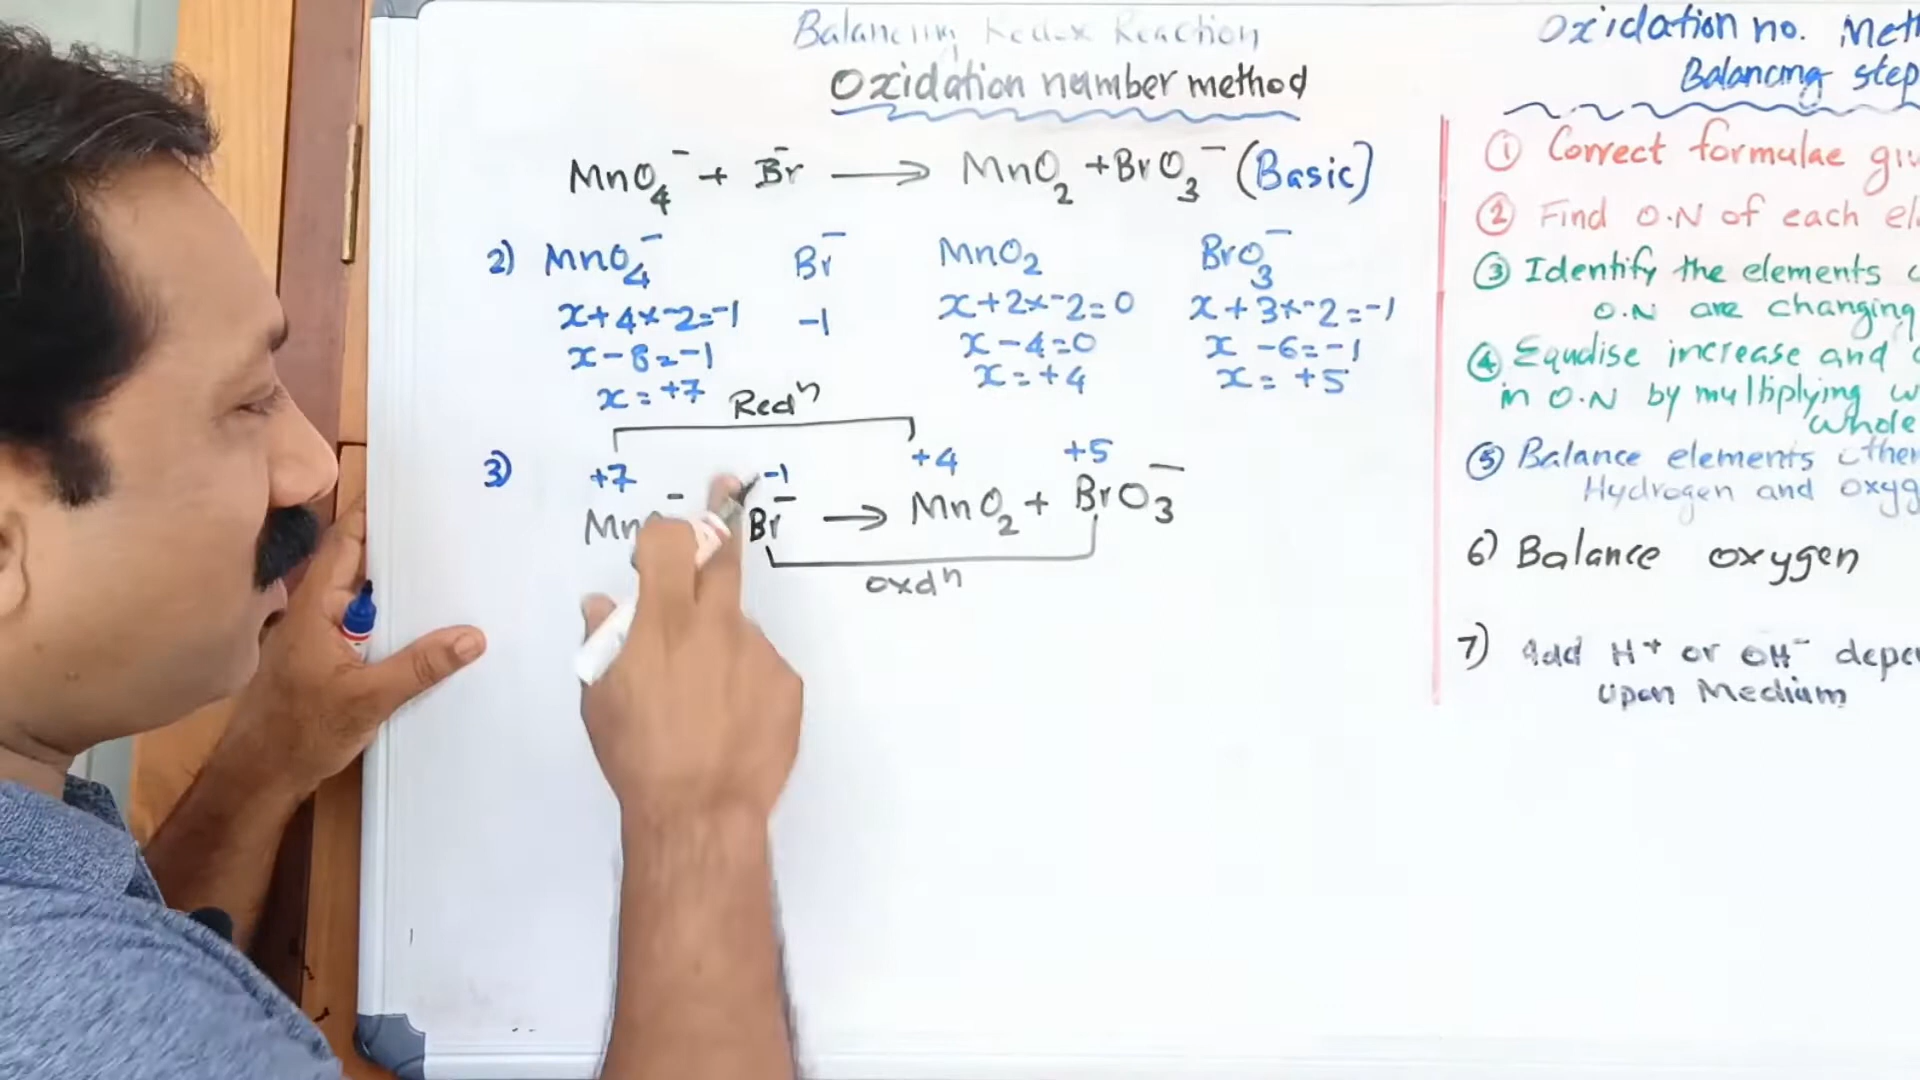 Balancing Redox Reaction
Oxidation number method
MnO₄⁻ + Br⁻ → MnO₂ + BrO₃⁻ (Basic)
2) MnO₄⁻ Br⁻ MnO₂ BrO₃⁻
x+4x-2=-1 -1 x+2x-2=0 x+3x-2=-1
x-8=-1 x-4=0 x-6=-1
x=+7 x=+4 x=+5
Redⁿ
3) +7 -1 +4 +5
Mn ⁻ Br⁻ → MnO₂ + BrO₃⁻
oxdⁿ
Oxidation no.
Balancing
① Correct formulae
② Find O.N of each
③ Identify the elements
O.N are changing
④ Equalise increase and
in O.N by multiplying
whole
⑤ Balance elements
Hydrogen and
6) Balance oxygen
7) Add H⁺ or OH⁻
upon Medium